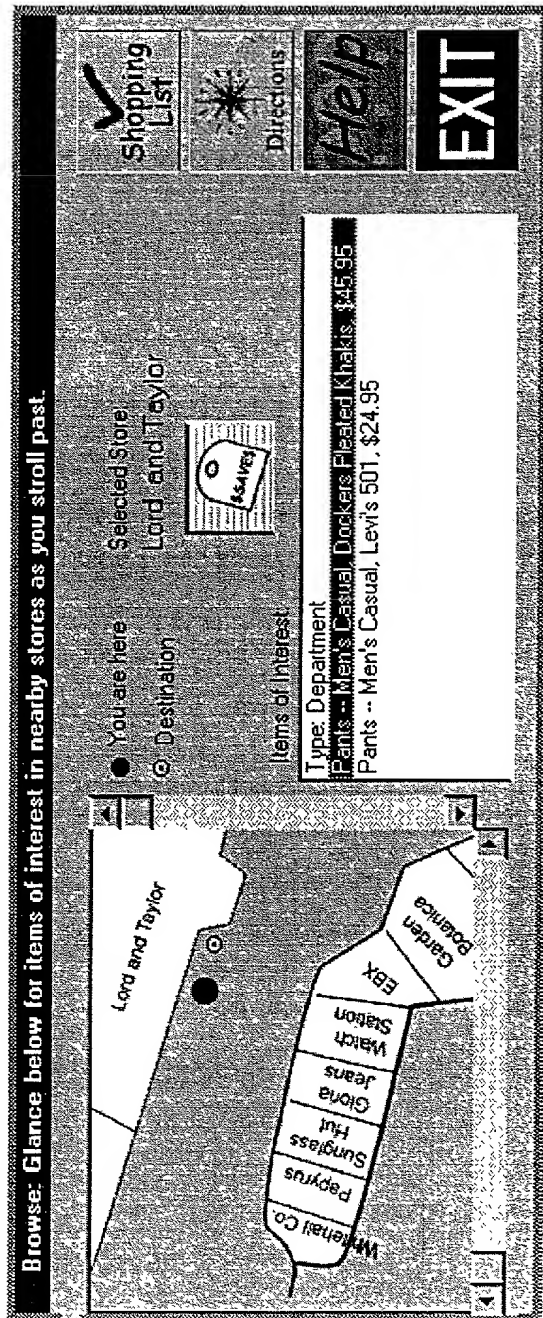 Browse: Glance below for items of interest in nearby stores as you stroll past.
Lord and Taylor
Whitehall Co.
Papyrus
Sunglass
Hut
Gloria
Jeans
Watch
Station
EBX
Garden
Botanica
You are here
Destination
Selected Store
Lord and Taylor
$-SAVES
Items of Interest
Type: Department
Pants -- Men's Casual, Dockers Pleated Khakis, $45.95
Pants -- Men's Casual, Levi's 501, $24.95
Shopping
List
Directions
Help
EXIT